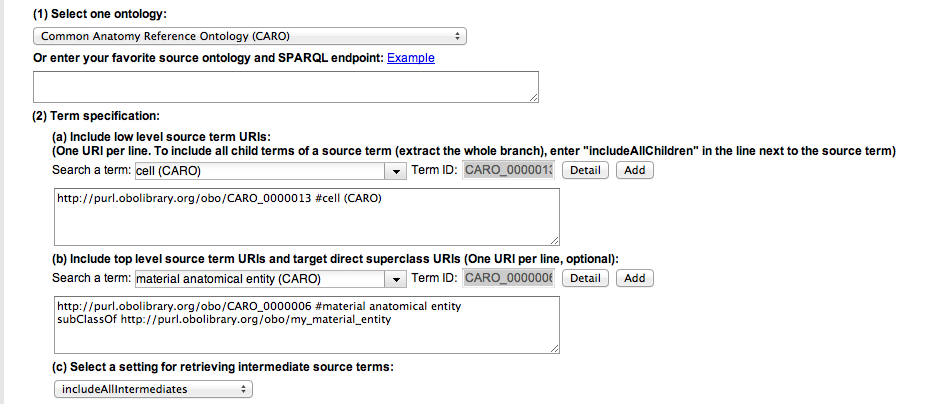 (1) Select one ontology:
Common Anatomy Reference Ontology (CARO)
Or enter your favorite source ontology and SPARQL endpoint: Example
(2) Term specification:
(a) Include low level source term URIs:
(One URI per line. To include all child terms of a source term (extract the whole branch), enter "includeAllChildren" in the line next to the source term)
Search a term: cell (CARO) Term ID: CARO_0000013 Detail Add
http://purl.obolibrary.org/obo/CARO_0000013 #cell (CARO)
(b) Include top level source term URIs and target direct superclass URIs (One URI per line, optional):
Search a term: material anatomical entity (CARO) Term ID: CARO_0000006 Detail Add
http://purl.obolibrary.org/obo/CARO_0000006 #material anatomical entity
subClassOf http://purl.obolibrary.org/obo/my_material_entity
(c) Select a setting for retrieving intermediate source terms:
includeAllIntermediates